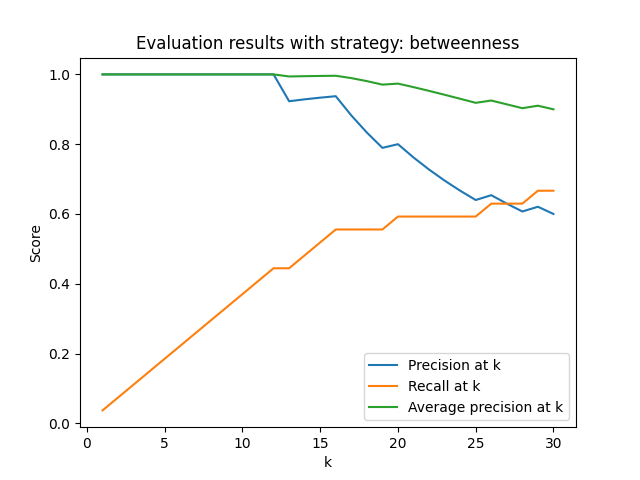 Evaluation results with strategy: betweenness
1.0
0.8
0.6
0.4
0.2
0.0
Score
0 5 10 15 20 25 30
k
Precision at k
Recall at k
Average precision at k